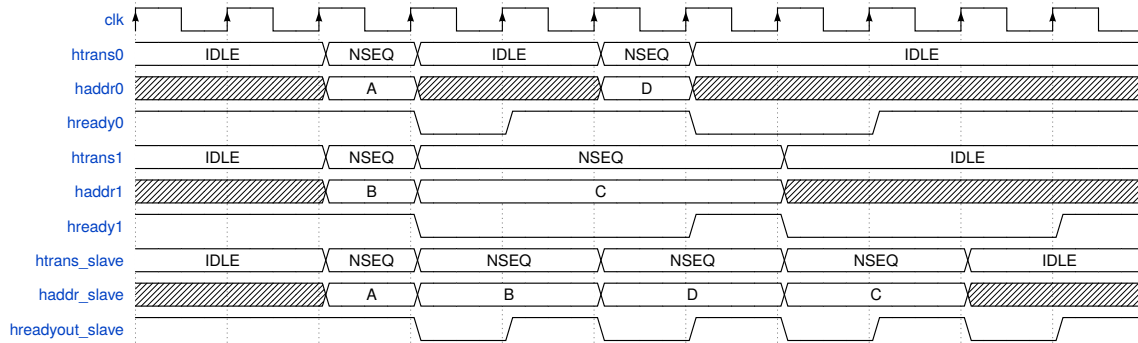 clk
htrans0 IDLE NSEQ IDLE NSEQ IDLE
haddr0 A D
hready0
htrans1 IDLE NSEQ NSEQ IDLE
haddr1 B C
hready1
htrans_slave IDLE NSEQ NSEQ NSEQ NSEQ IDLE
haddr_slave A B D C
hreadyout_slave